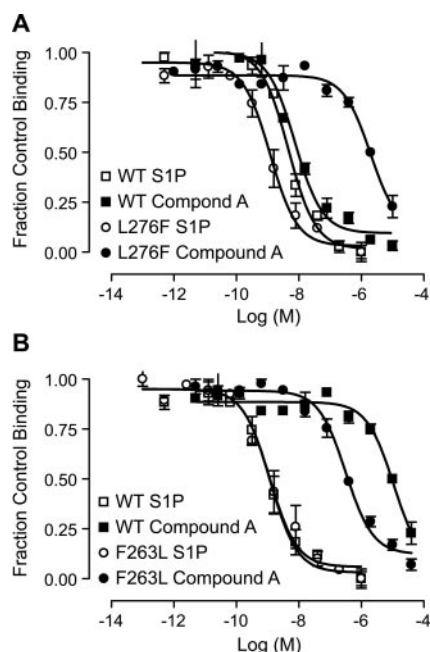 A
Fraction Control Binding
1.00
0.75
0.50
0.25
0.00
WT S1P
WT Compond A
L276F S1P
L276F Compound A
-14 -12 -10 -8 -6 -4
Log (M)
B
Fraction Control Binding
1.00
0.75
0.50
0.25
0.00
WT S1P
WT Compound A
F263L S1P
F263L Compound A
-14 -12 -10 -8 -6 -4
Log (M)